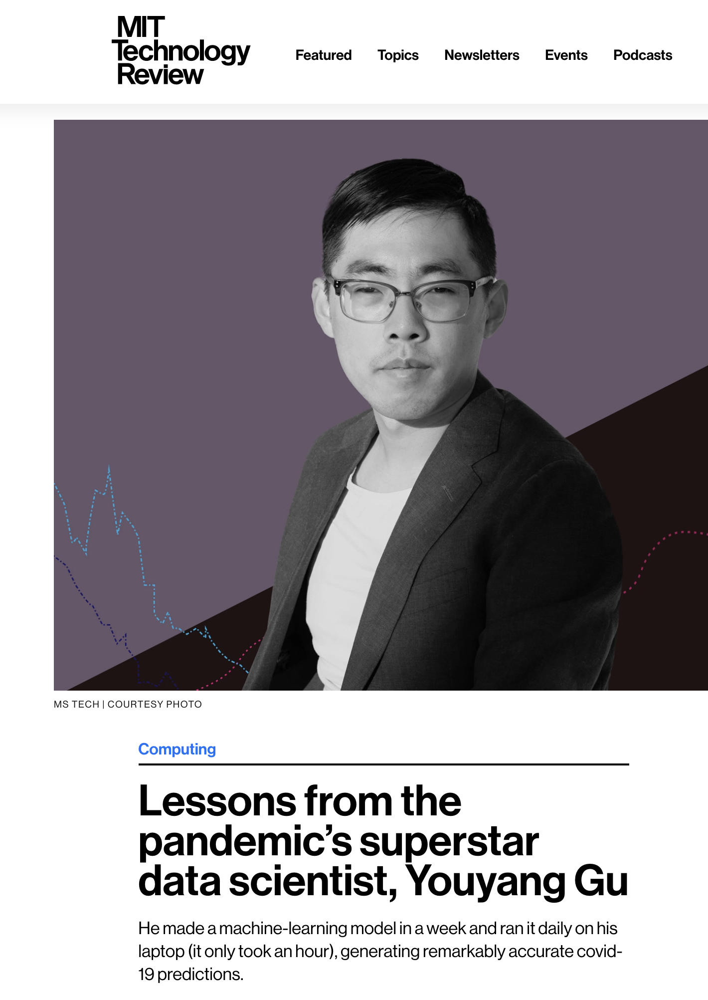 MIT
Technology
Review
Featured
Topics
Newsletters
Events
Podcasts
MS TECH | COURTESY PHOTO
Computing
Lessons from the
pandemic’s superstar
data scientist, Youyang Gu
He made a machine-learning model in a week and ran it daily on his
laptop (it only took an hour), generating remarkably accurate covid-
19 predictions.